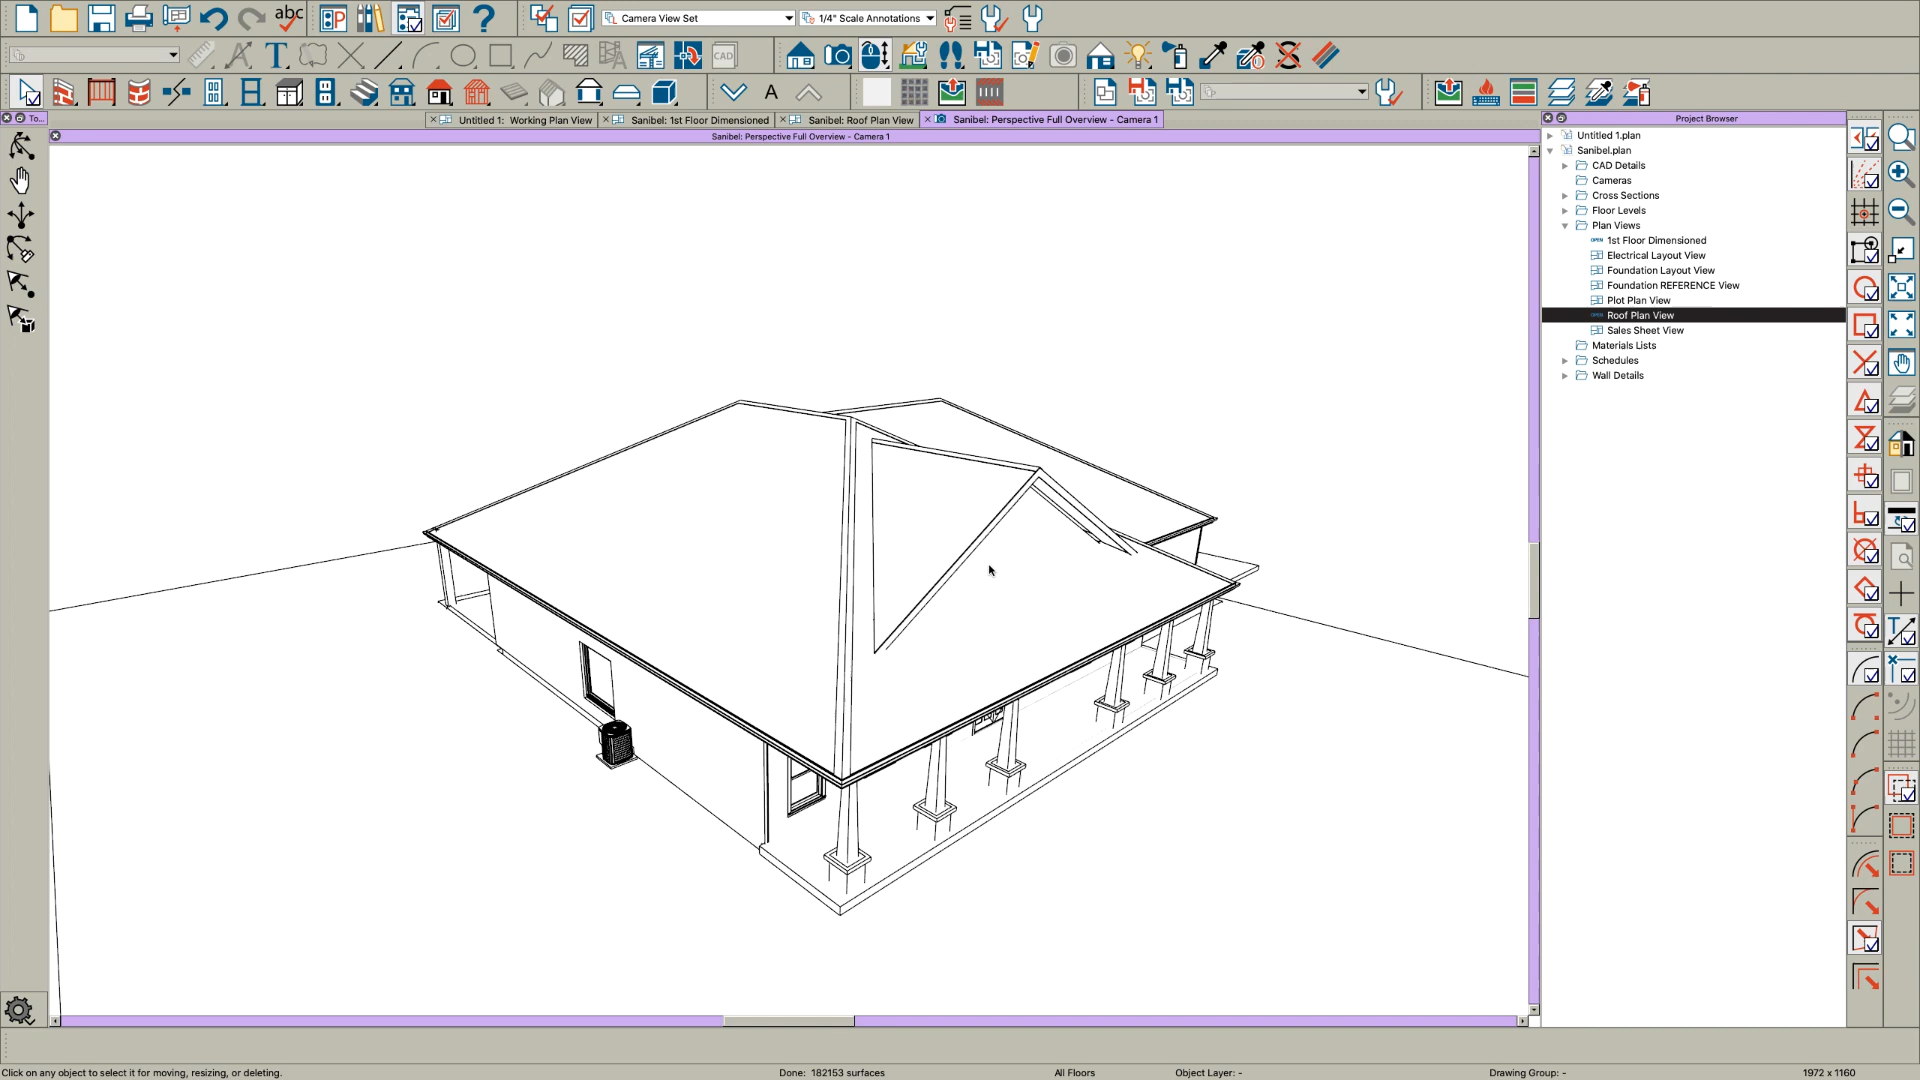 abc
Camera View Set
1/4" Scale Annotations
A
T
CAD
A
To...
Untitled 1: Working Plan View
Sanibel: 1st Floor Dimensioned
Sanibel: Roof Plan View
Sanibel: Perspective Full Overview - Camera 1
Sanibel: Perspective Full Overview - Camera 1
Project Browser
Untitled 1.plan
Sanibel.plan
CAD Details
Cameras
Cross Sections
Floor Levels
Plan Views
OPEN 1st Floor Dimensioned
Electrical Layout View
Foundation Layout View
Foundation REFERENCE View
Plot Plan View
OPEN Roof Plan View
Sales Sheet View
Materials Lists
Schedules
Wall Details
Click on any object to select it for moving, resizing, or deleting.
Done: 182153 surfaces
All Floors
Object Layer: -
Drawing Group: -
1972 x 1160